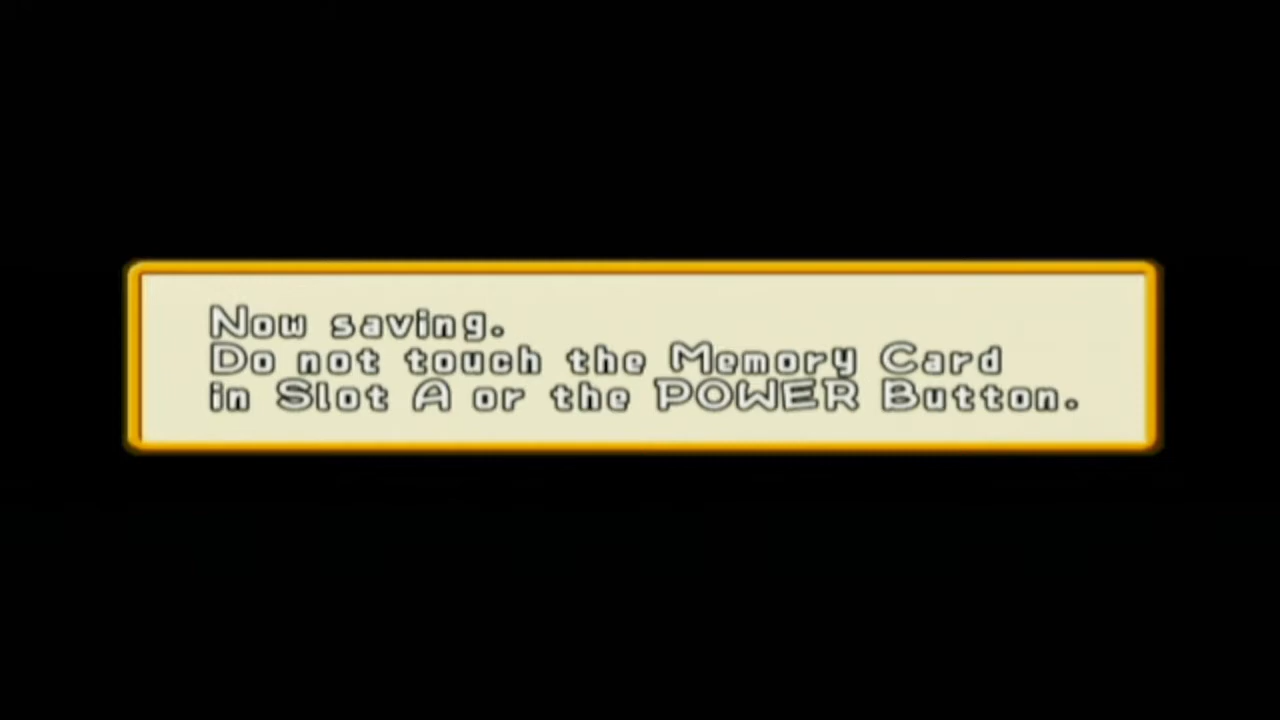 Now saving.
Do not touch the Memory Card
in Slot A or the POWER Button.